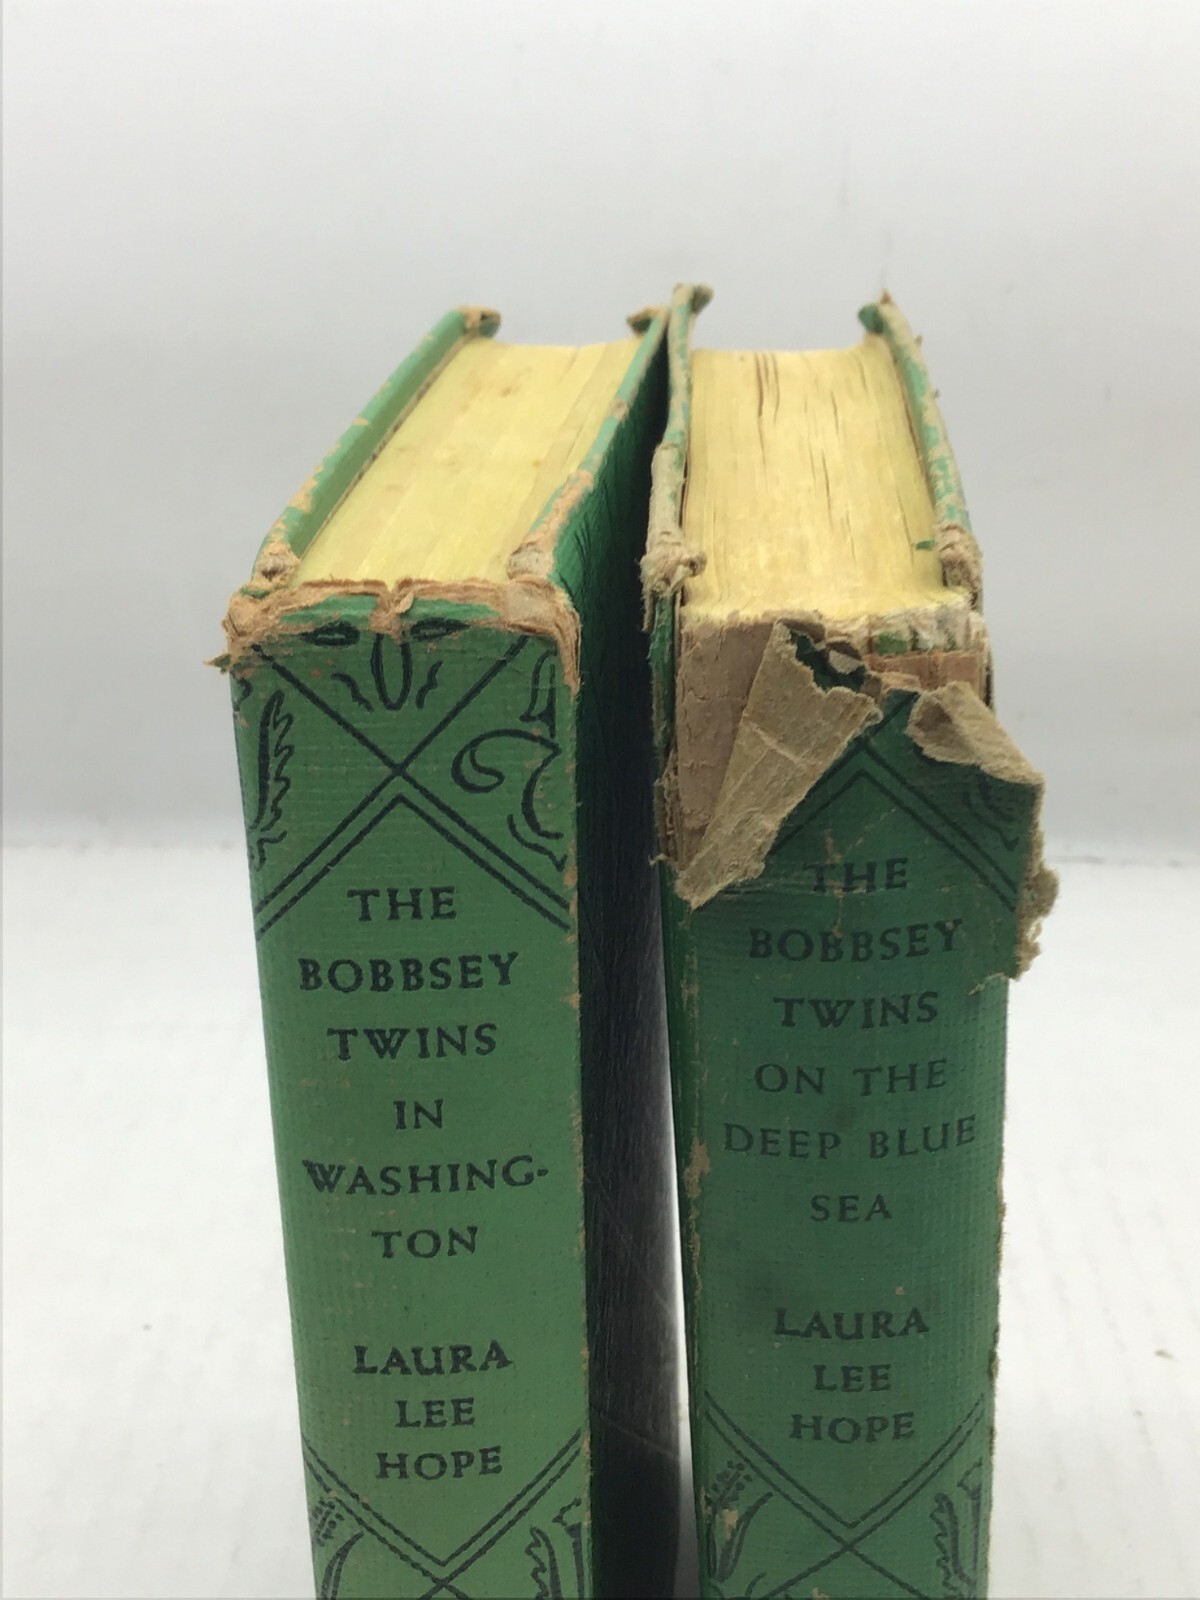 THE
BOBBSEY
TWINS
IN
WASHING-
TON
LAURA
LEE
HOPE
THE
BOBBSEY
TWINS
ON THE
DEEP BLUE
SEA
LAURA
LEE
HOPE